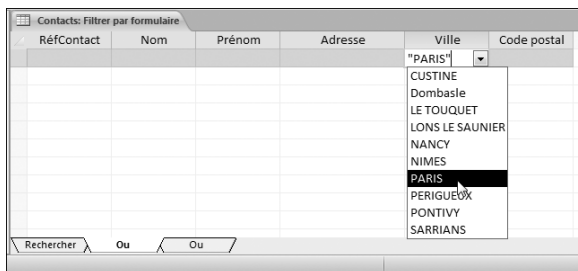 Contacts: Filtrer par formulaire
RéfContact Nom Prénom Adresse Ville Code postal
"PARIS"
CUSTINE
Dombasle
LE TOUQUET
LONS LE SAUNIER
NANCY
NIMES
PARIS
PERIGUEUX
PONTIVY
SARRIANS
Rechercher Ou Ou